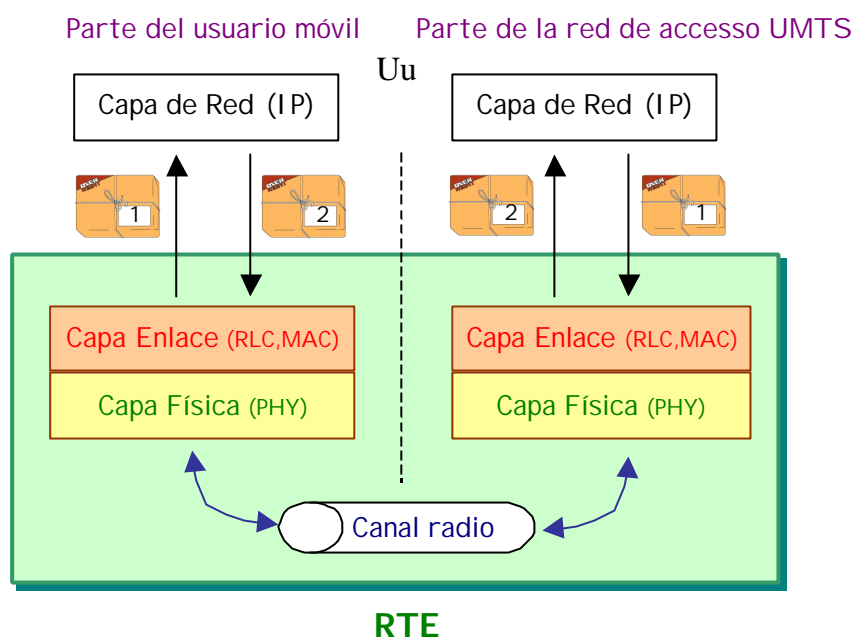 Parte del usuario móvil
Parte de la red de accesso UMTS
Uu
Capa de Red (IP)
Capa de Red (IP)
1
2
2
1
Capa Enlace (RLC,MAC)
Capa Enlace (RLC,MAC)
Capa Física (PHY)
Capa Física (PHY)
Canal radio
RTE